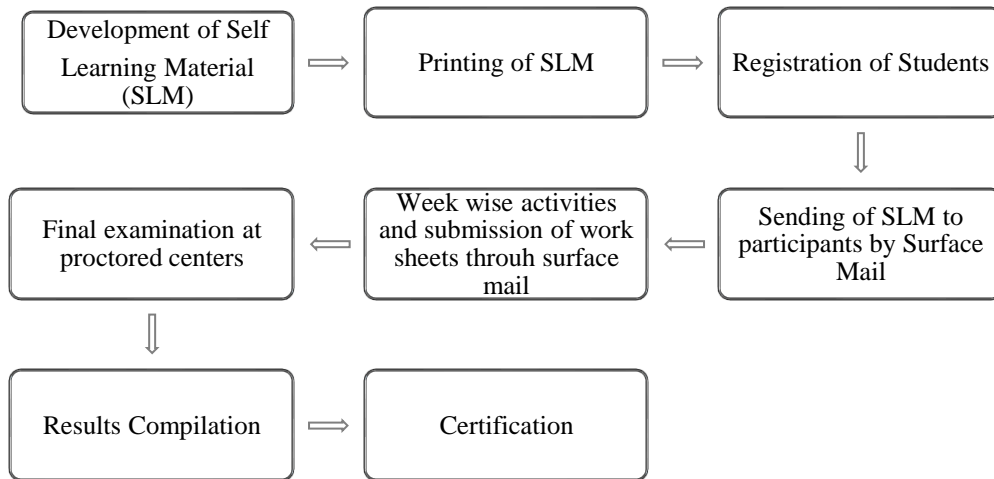 Development of Self
Learning Material
(SLM)
Printing of SLM
Registration of Students
Sending of SLM to
participants by Surface
Mail
Week wise activities
and submission of work
sheets throuh surface
mail
Final examination at
proctored centers
Results Compilation
Certification